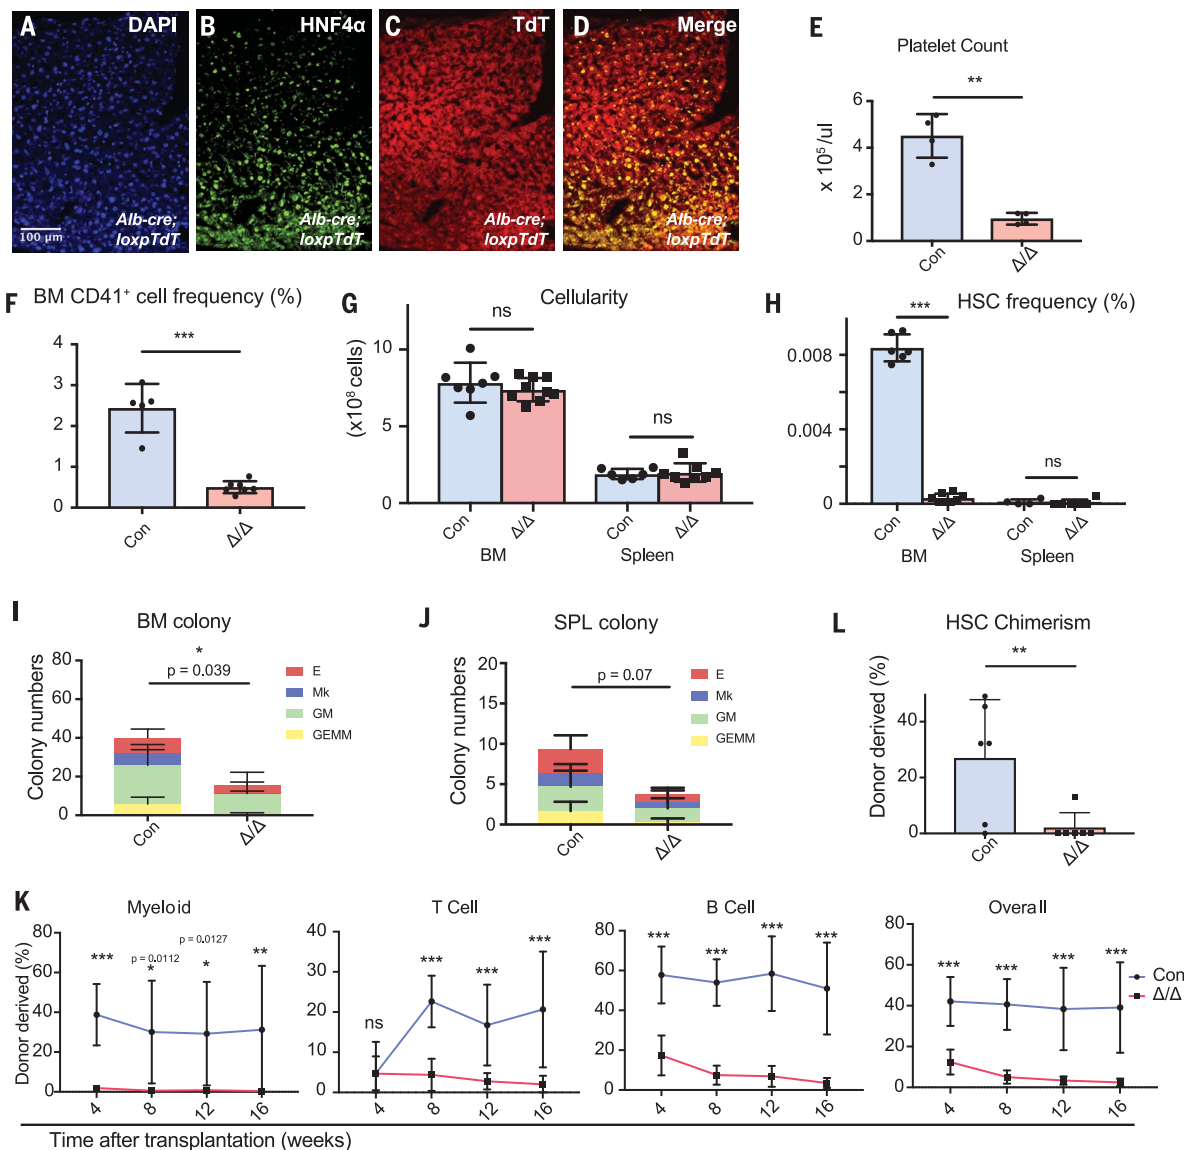 A DAPI
B HNF4α
C TdT
D Merge
100 µm
Alb-cre;
loxpTdT
Alb-cre;
loxpTdT
Alb-cre;
loxpTdT
Alb-cre;
loxpTdT
E
Platelet Count
**
x 10⁵/ul
6
4
2
0
Con Δ/Δ
F
BM CD41⁺ cell frequency (%)
***
4
3
2
1
0
Con Δ/Δ
G
Cellularity
ns
ns
(x10⁸ cells)
10
5
0
Con Δ/Δ Con Δ/Δ
BM Spleen
H
HSC frequency (%)
***
ns
0.008
0.004
0
Con Δ/Δ Con Δ/Δ
BM Spleen
I
BM colony
*
p = 0.039
Colony numbers
80
60
40
20
0
Con Δ/Δ
E
Mk
GM
GEMM
J
SPL colony
p = 0.07
Colony numbers
20
15
10
5
0
Con Δ/Δ
E
Mk
GM
GEMM
L
HSC Chimerism
**
Donor derived (%)
40
20
0
Con Δ/Δ
K
Myeloid
Donor derived (%)
80
60
40
20
0
***
p = 0.0112
*
p = 0.0127
*
**
4 8 12 16
T Cell
40
30
20
10
0
ns *** *** ***
4 8 12 16
B Cell
80
60
40
20
0
*** *** *** ***
4 8 12 16
Overall
80
60
40
20
0
*** *** *** ***
4 8 12 16
Con
Δ/Δ
Time after transplantation (weeks)